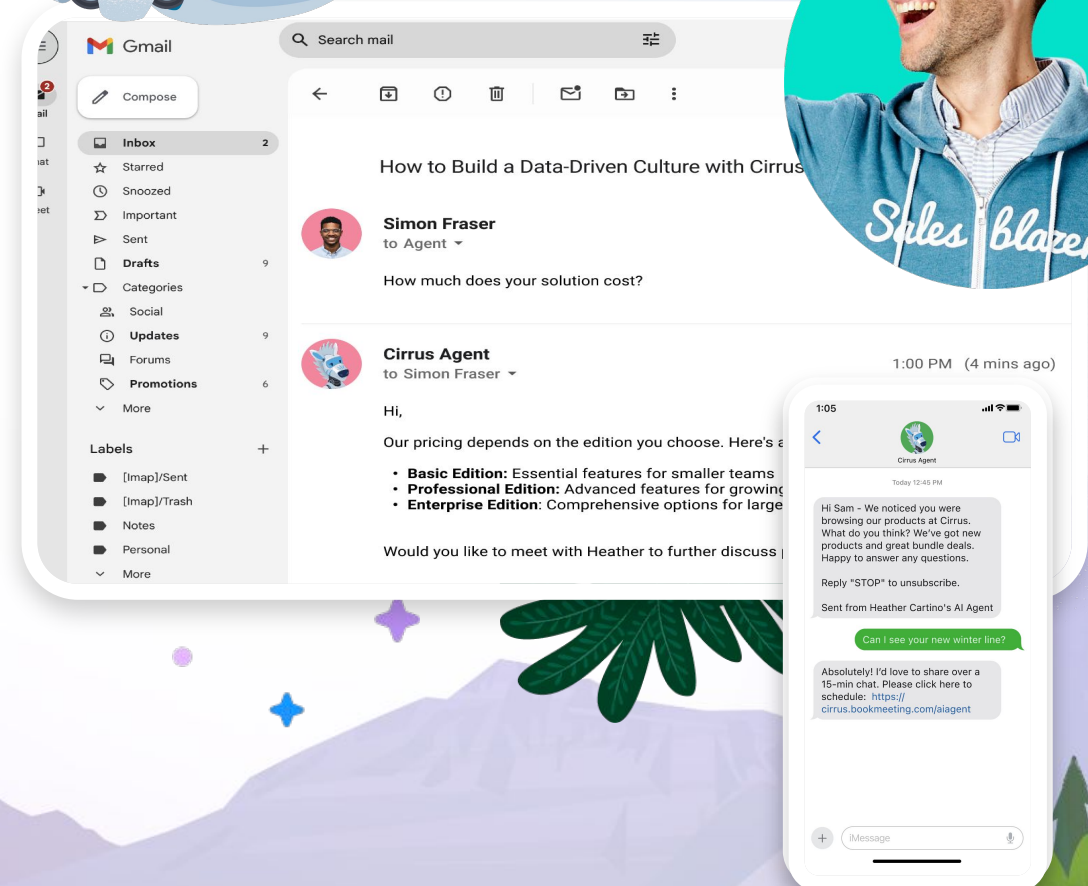 Gmail
Search mail
2
Compose
Inbox 2
Starred
Snoozed
Important
Sent
Drafts 9
Categories
Social
Updates 9
Forums
Promotions 6
More
Labels +
[Imap]/Sent
[Imap]/Trash
Notes
Personal
More
How to Build a Data-Driven Culture with Cirrus
Simon Fraser
to Agent
How much does your solution cost?
Cirrus Agent
to Simon Fraser
1:00 PM (4 mins ago)
Hi,
Our pricing depends on the edition you choose. Here's a
• Basic Edition: Essential features for smaller teams
• Professional Edition: Advanced features for growing
• Enterprise Edition: Comprehensive options for large
Would you like to meet with Heather to further discuss
Sales blazer
1:05
Cirrus Agent
Today 12:45 PM
Hi Sam - We noticed you were
browsing our products at Cirrus.
What do you think? We've got new
products and great bundle deals.
Happy to answer any questions.
Reply "STOP" to unsubscribe.
Sent from Heather Cartino's AI Agent
Can I see your new winter line?
Absolutely! I'd love to share over a
15-min chat. Please click here to
schedule: https://
cirrus.bookmeeting.com/aiagent
iMessage